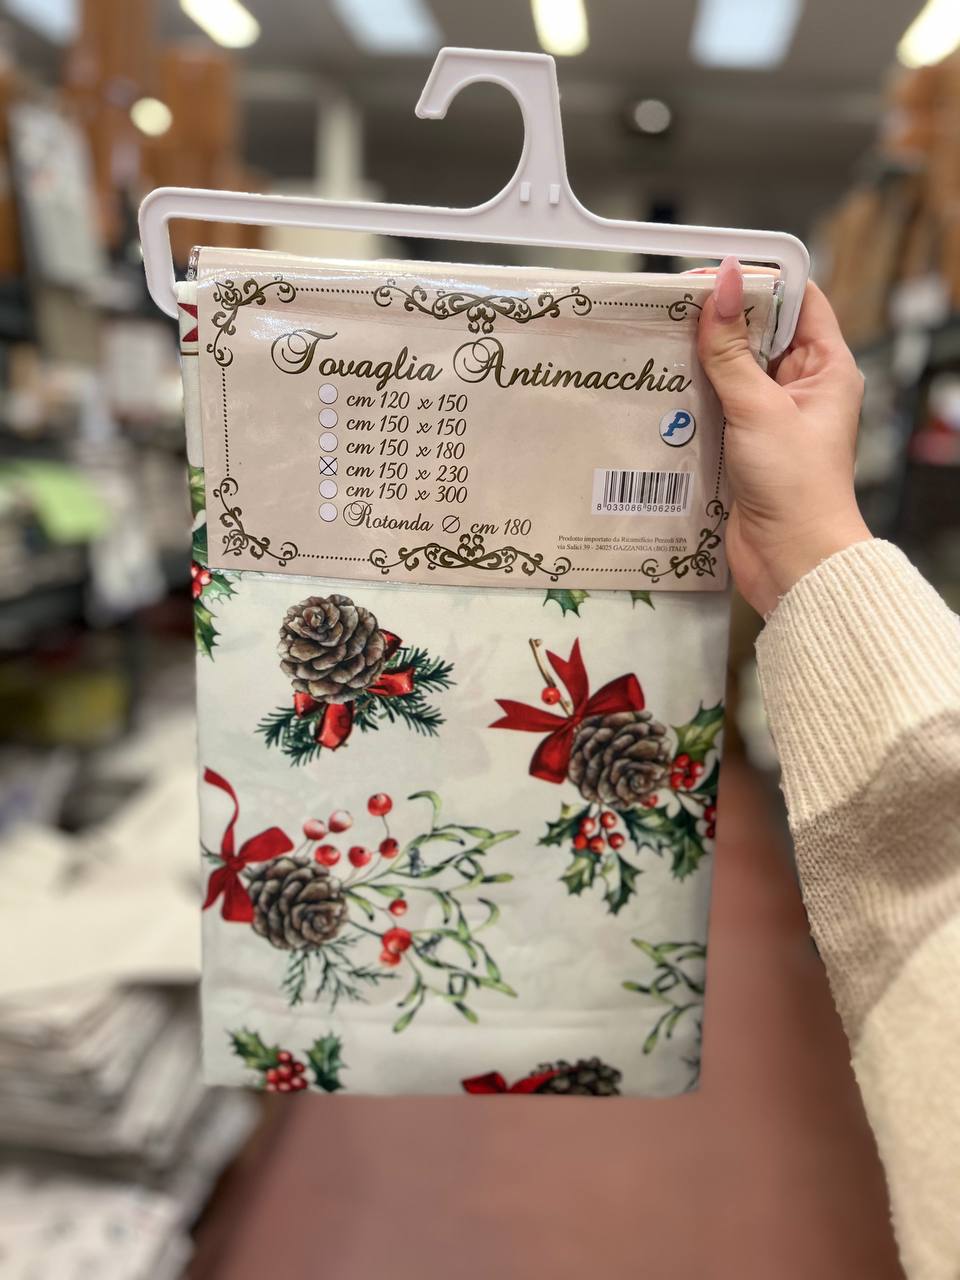 Tovaglia Antimacchia
cm 120 x 150
cm 150 x 150
cm 150 x 180
cm 150 x 230
cm 150 x 300
Rotonda Ø cm 180
P
8 033086 906296
Prodotto importato da Ricamificio Pezzoli SPA
via Salici 39 - 24025 GAZZANIGA (BG) ITALY